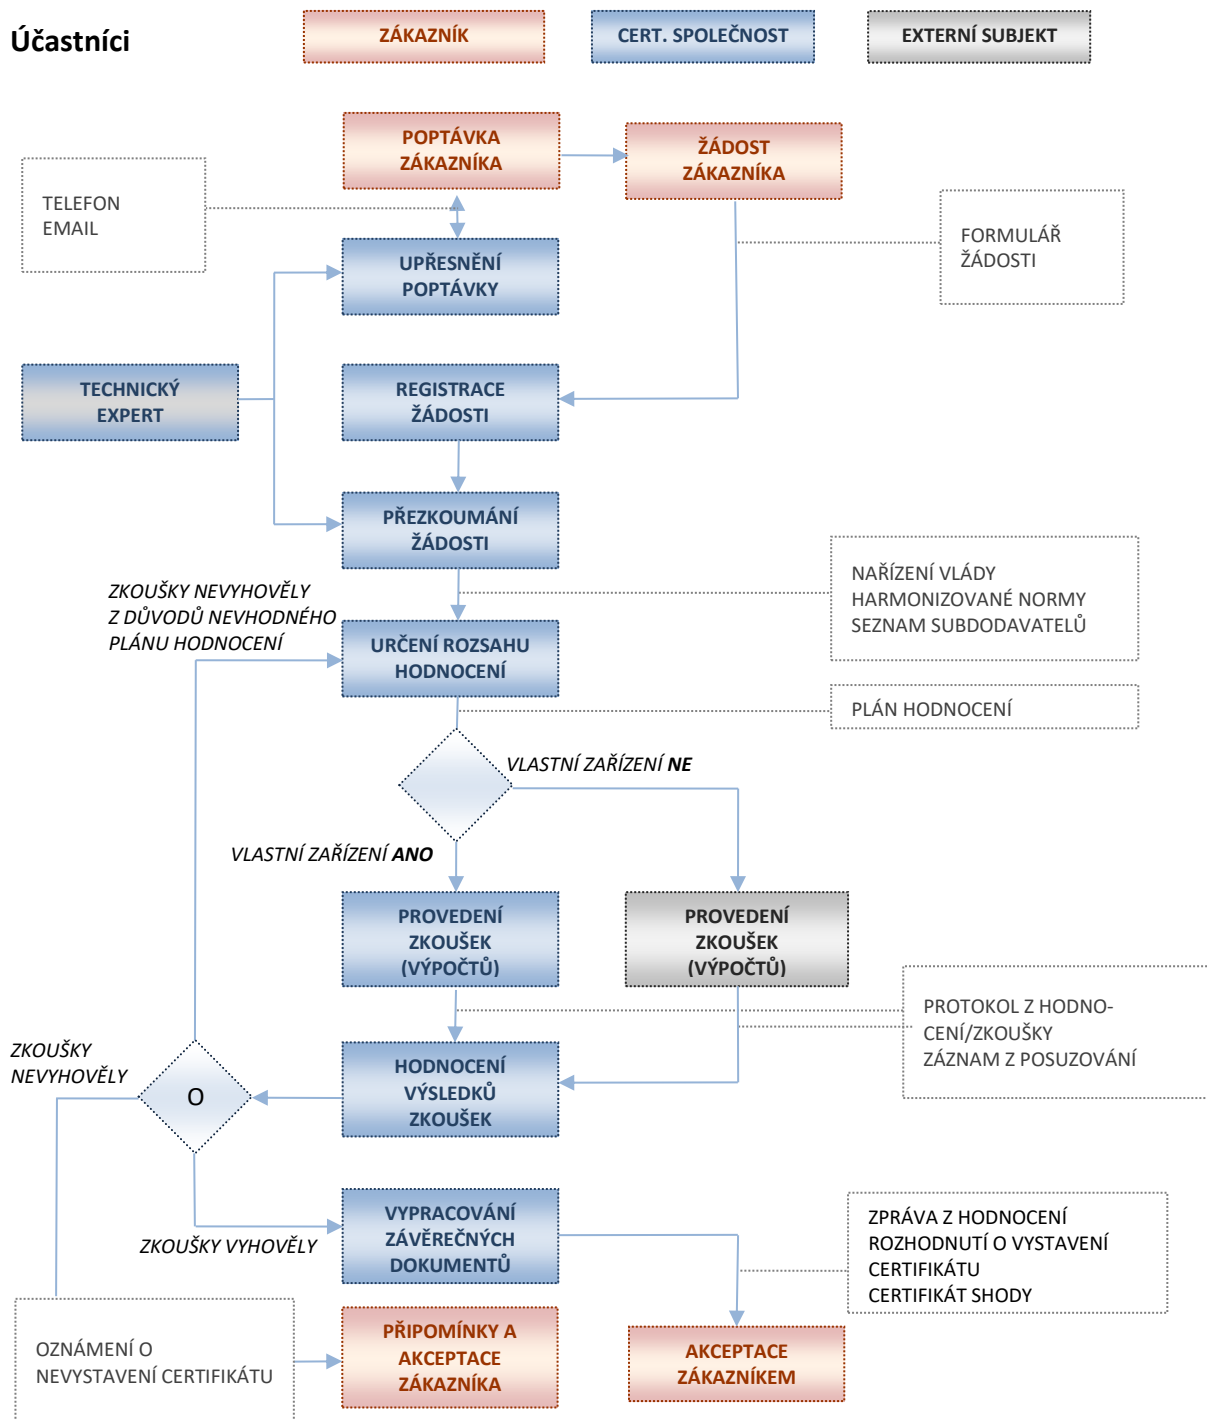 Účastníci
ZÁKAZNÍK
CERT. SPOLEČNOST
EXTERNÍ SUBJEKT
POPTÁVKA
ZÁKAZNÍKA
ŽÁDOST
ZÁKAZNÍKA
TELEFON
EMAIL
FORMULÁŘ
ŽÁDOSTI
UPŘESNĚNÍ
POPTÁVKY
TECHNICKÝ
EXPERT
REGISTRACE
ŽÁDOSTI
PŘEZKOUMÁNÍ
ŽÁDOSTI
NAŘÍZENÍ VLÁDY
HARMONIZOVANÉ NORMY
SEZNAM SUBDODAVATELŮ
ZKOUŠKY NEVYHOVĚLY
Z DŮVODŮ NEVHODNÉHO
PLÁNU HODNOCENÍ
URČENÍ ROZSAHU
HODNOCENÍ
PLÁN HODNOCENÍ
VLASTNÍ ZAŘÍZENÍ NE
VLASTNÍ ZAŘÍZENÍ ANO
PROVEDENÍ
ZKOUŠEK
(VÝPOČTŮ)
PROVEDENÍ
ZKOUŠEK
(VÝPOČTŮ)
PROTOKOL Z HODNO-
CENÍ/ZKOUŠKY
ZÁZNAM Z POSUZOVÁNÍ
ZKOUŠKY
NEVYHOVĚLY
O
HODNOCENÍ
VÝSLEDKŮ
ZKOUŠEK
ZKOUŠKY VYHOVĚLY
VYPRACOVÁNÍ
ZÁVĚREČNÝCH
DOKUMENTŮ
ZPRÁVA Z HODNOCENÍ
ROZHODNUTÍ O VYSTAVENÍ
CERTIFIKÁTU
CERTIFIKÁT SHODY
OZNÁMENÍ O
NEVYSTAVENÍ CERTIFIKÁTU
PŘIPOMÍNKY A
AKCEPTACE
ZÁKAZNÍKA
AKCEPTACE
ZÁKAZNÍKEM